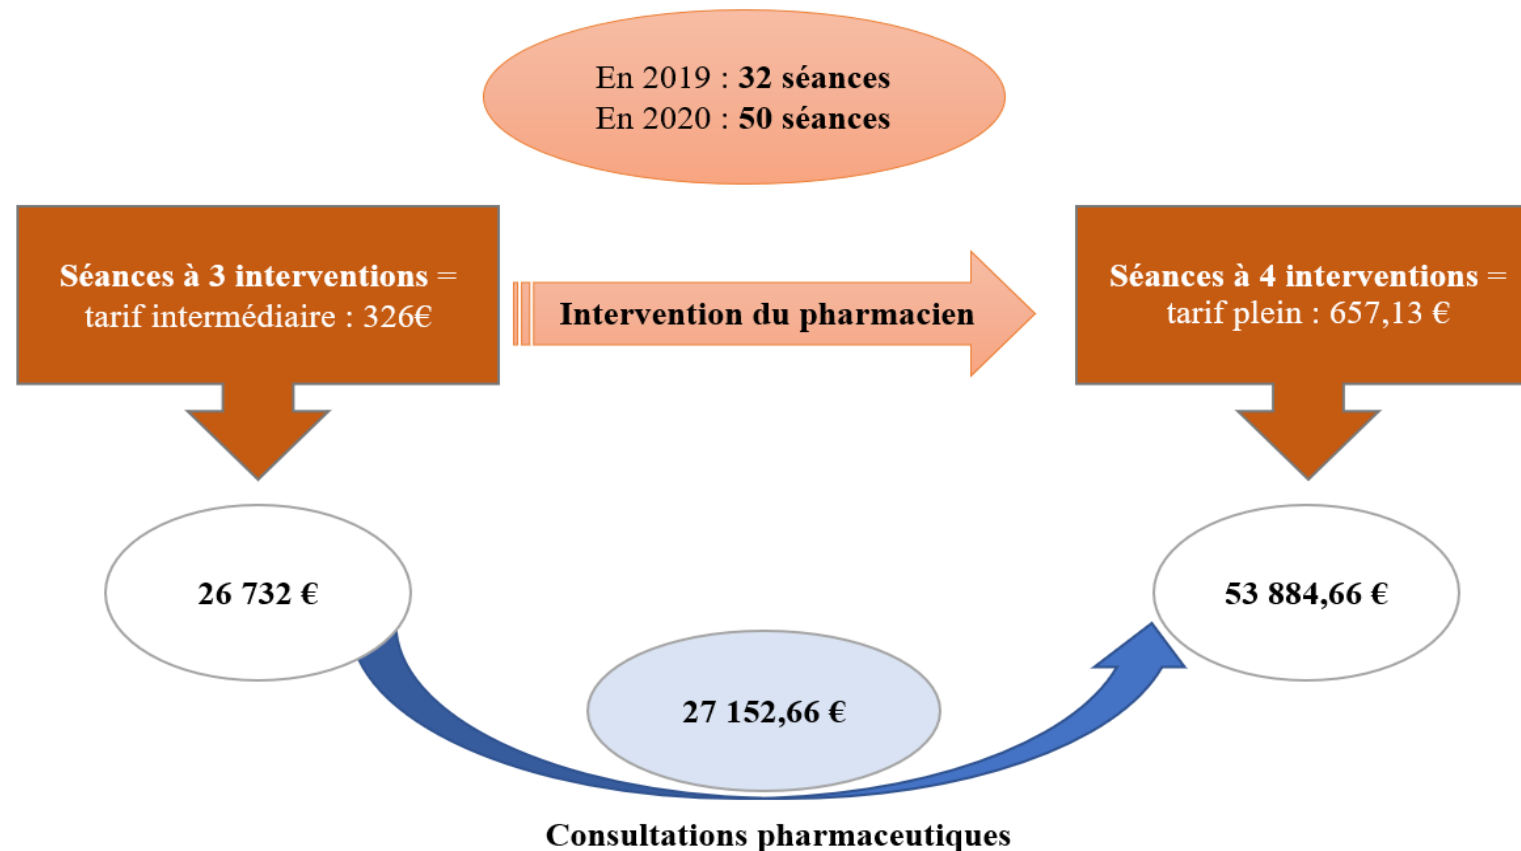 En 2019 : 32 séances
En 2020 : 50 séances
Séances à 3 interventions =
tarif intermédiaire : 326€
Intervention du pharmacien
Séances à 4 interventions =
tarif plein : 657,13 €
26 732 €
53 884,66 €
27 152,66 €
Consultations pharmaceutiques